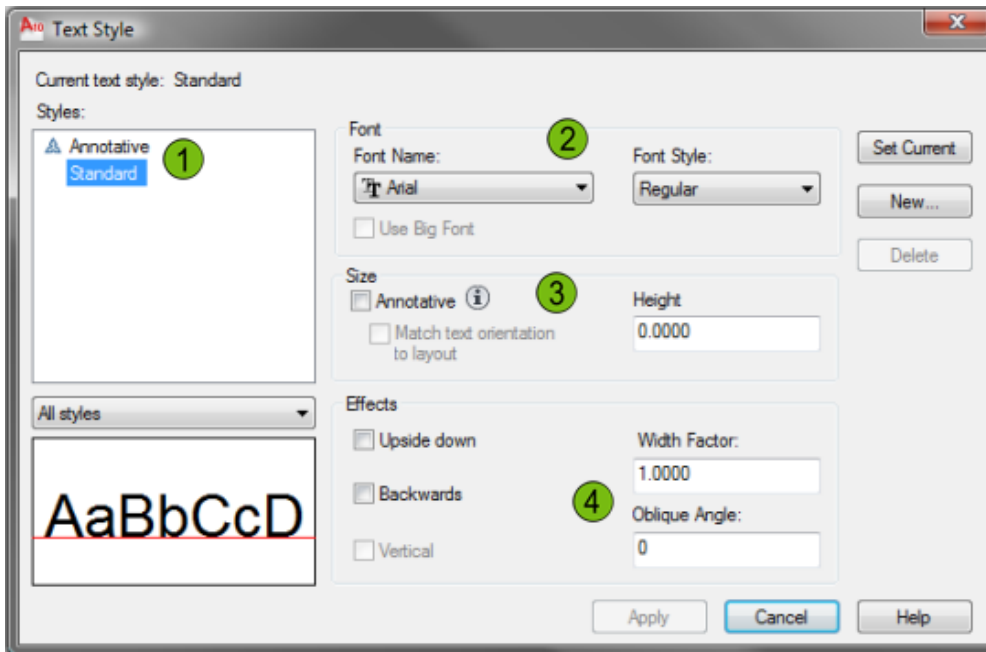 A10 Text Style
X
Current text style: Standard
Styles:
Annotative
Standard
1
All styles
AaBbCcD
Font
2
Font Name:
Font Style:
Arial
Regular
Use Big Font
Size
Annotative
3
Height
Match text orientation
to layout
0.0000
Effects
Upside down
Width Factor:
1.0000
Backwards
4
Oblique Angle:
Vertical
0
Set Current
New...
Delete
Apply
Cancel
Help